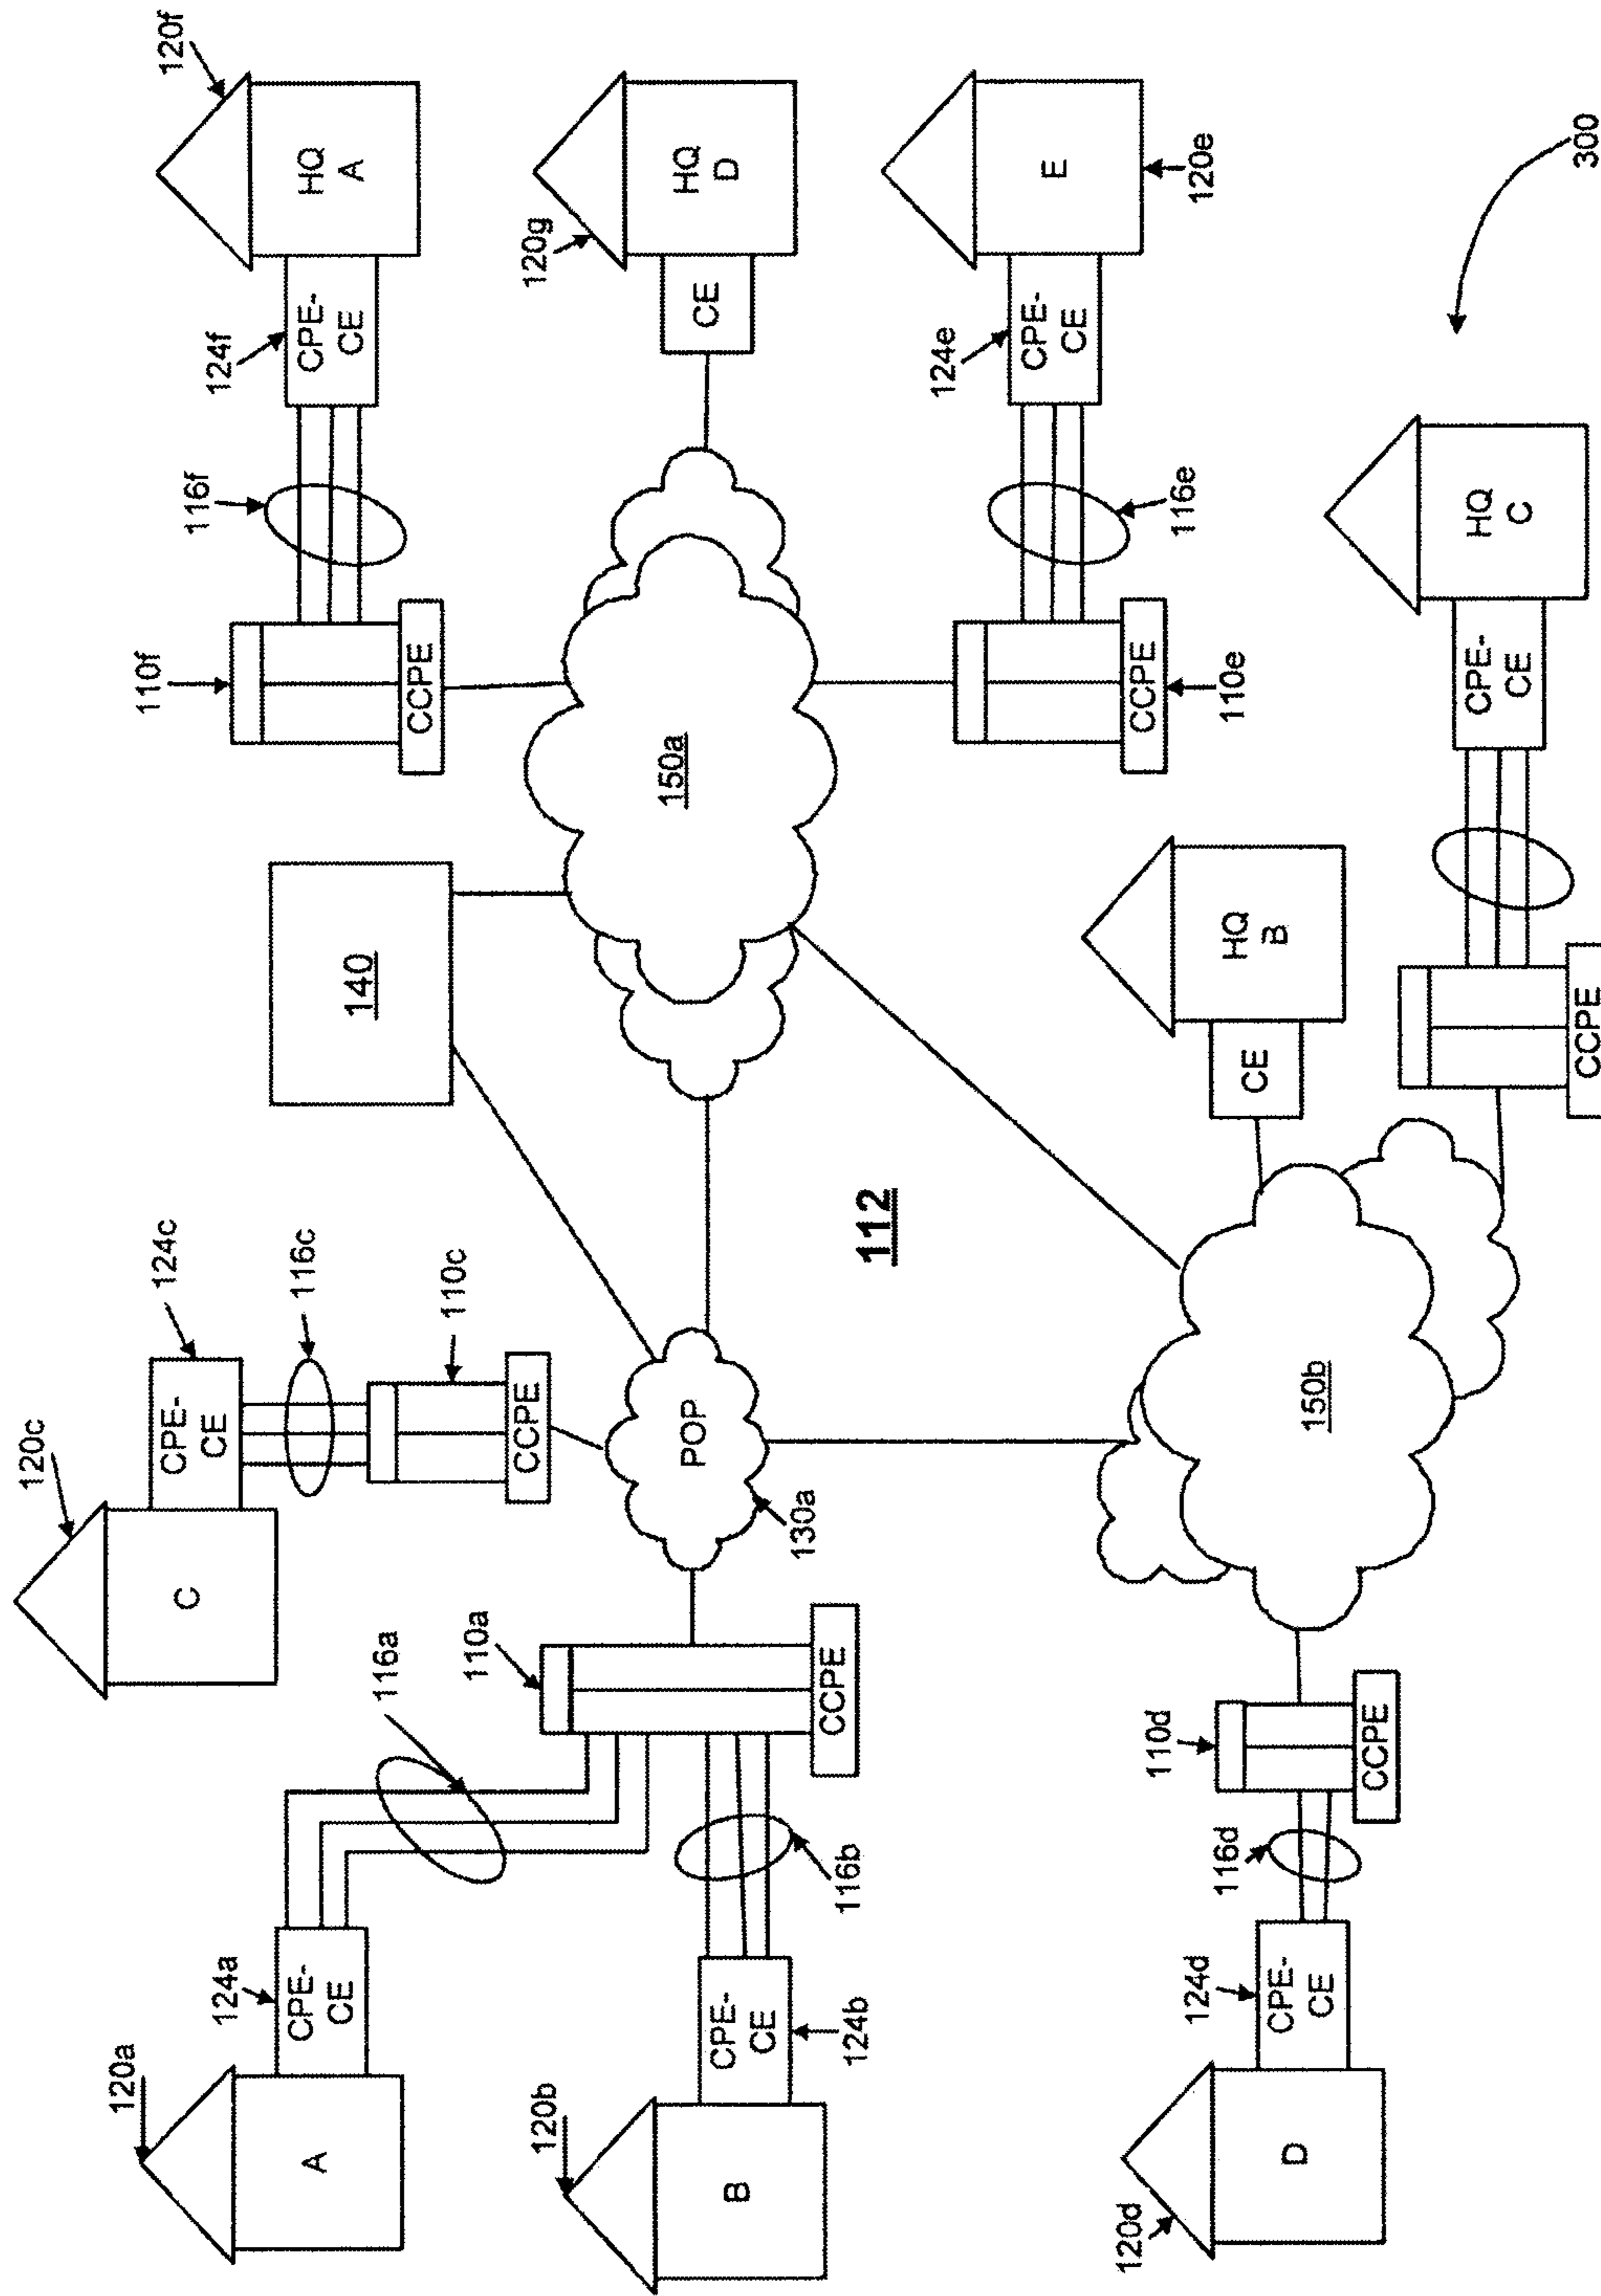 120c
C
CPE-
CE
124c
116c
110c
CCPE
140
110f
CCPE
116f
124f
CPE-
CE
HQ
A
120f
120a
A
124a
CPE-
CE
116a
110a
CCPE
POP
130a
150a
120g
CE
HQ
D
120b
B
CPE-
CE
124b
116b
112
CCPE
110e
116e
124e
CPE-
CE
E
120e
120d
D
124d
CPE-
CE
116d
110d
CCPE
150b
CE
HQ
B
CCPE
CPE-
CE
HQ
C
300